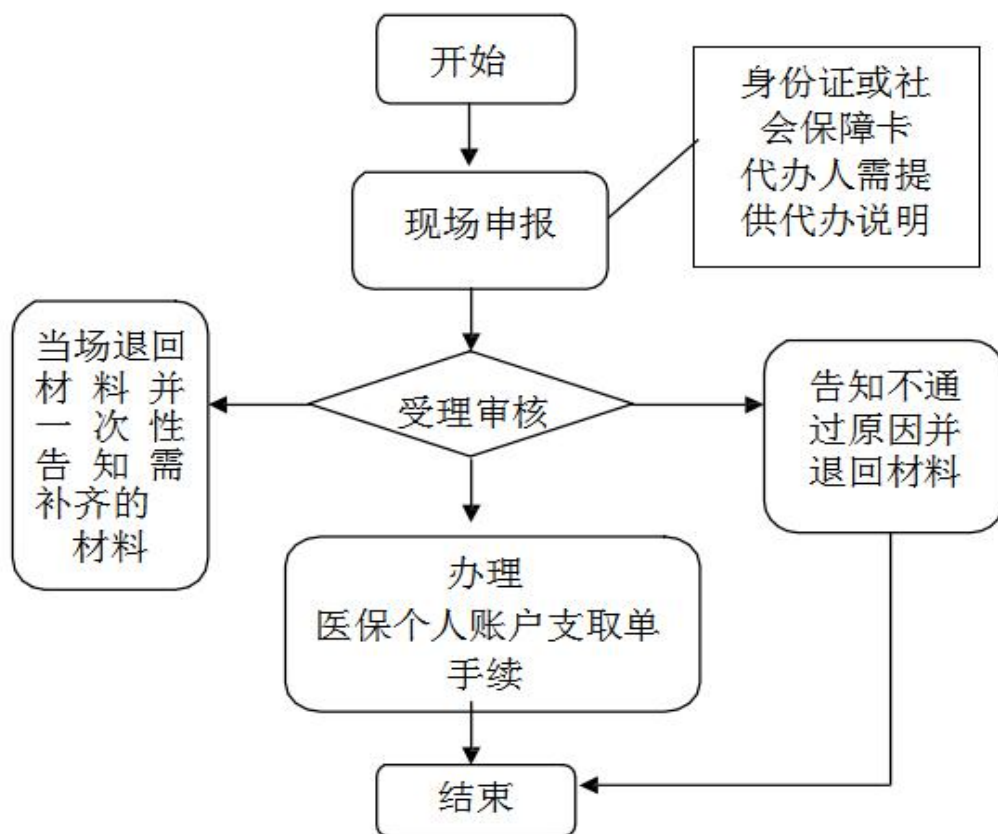 开始
身份证或社
会保障卡
代办人需提
供代办说明
现场申报
当场退回
材料并
一次性
告知需
补齐的
材料
受理审核
告知不通
过原因并
退回材料
办理
医保个人账户支取单
手续
结束